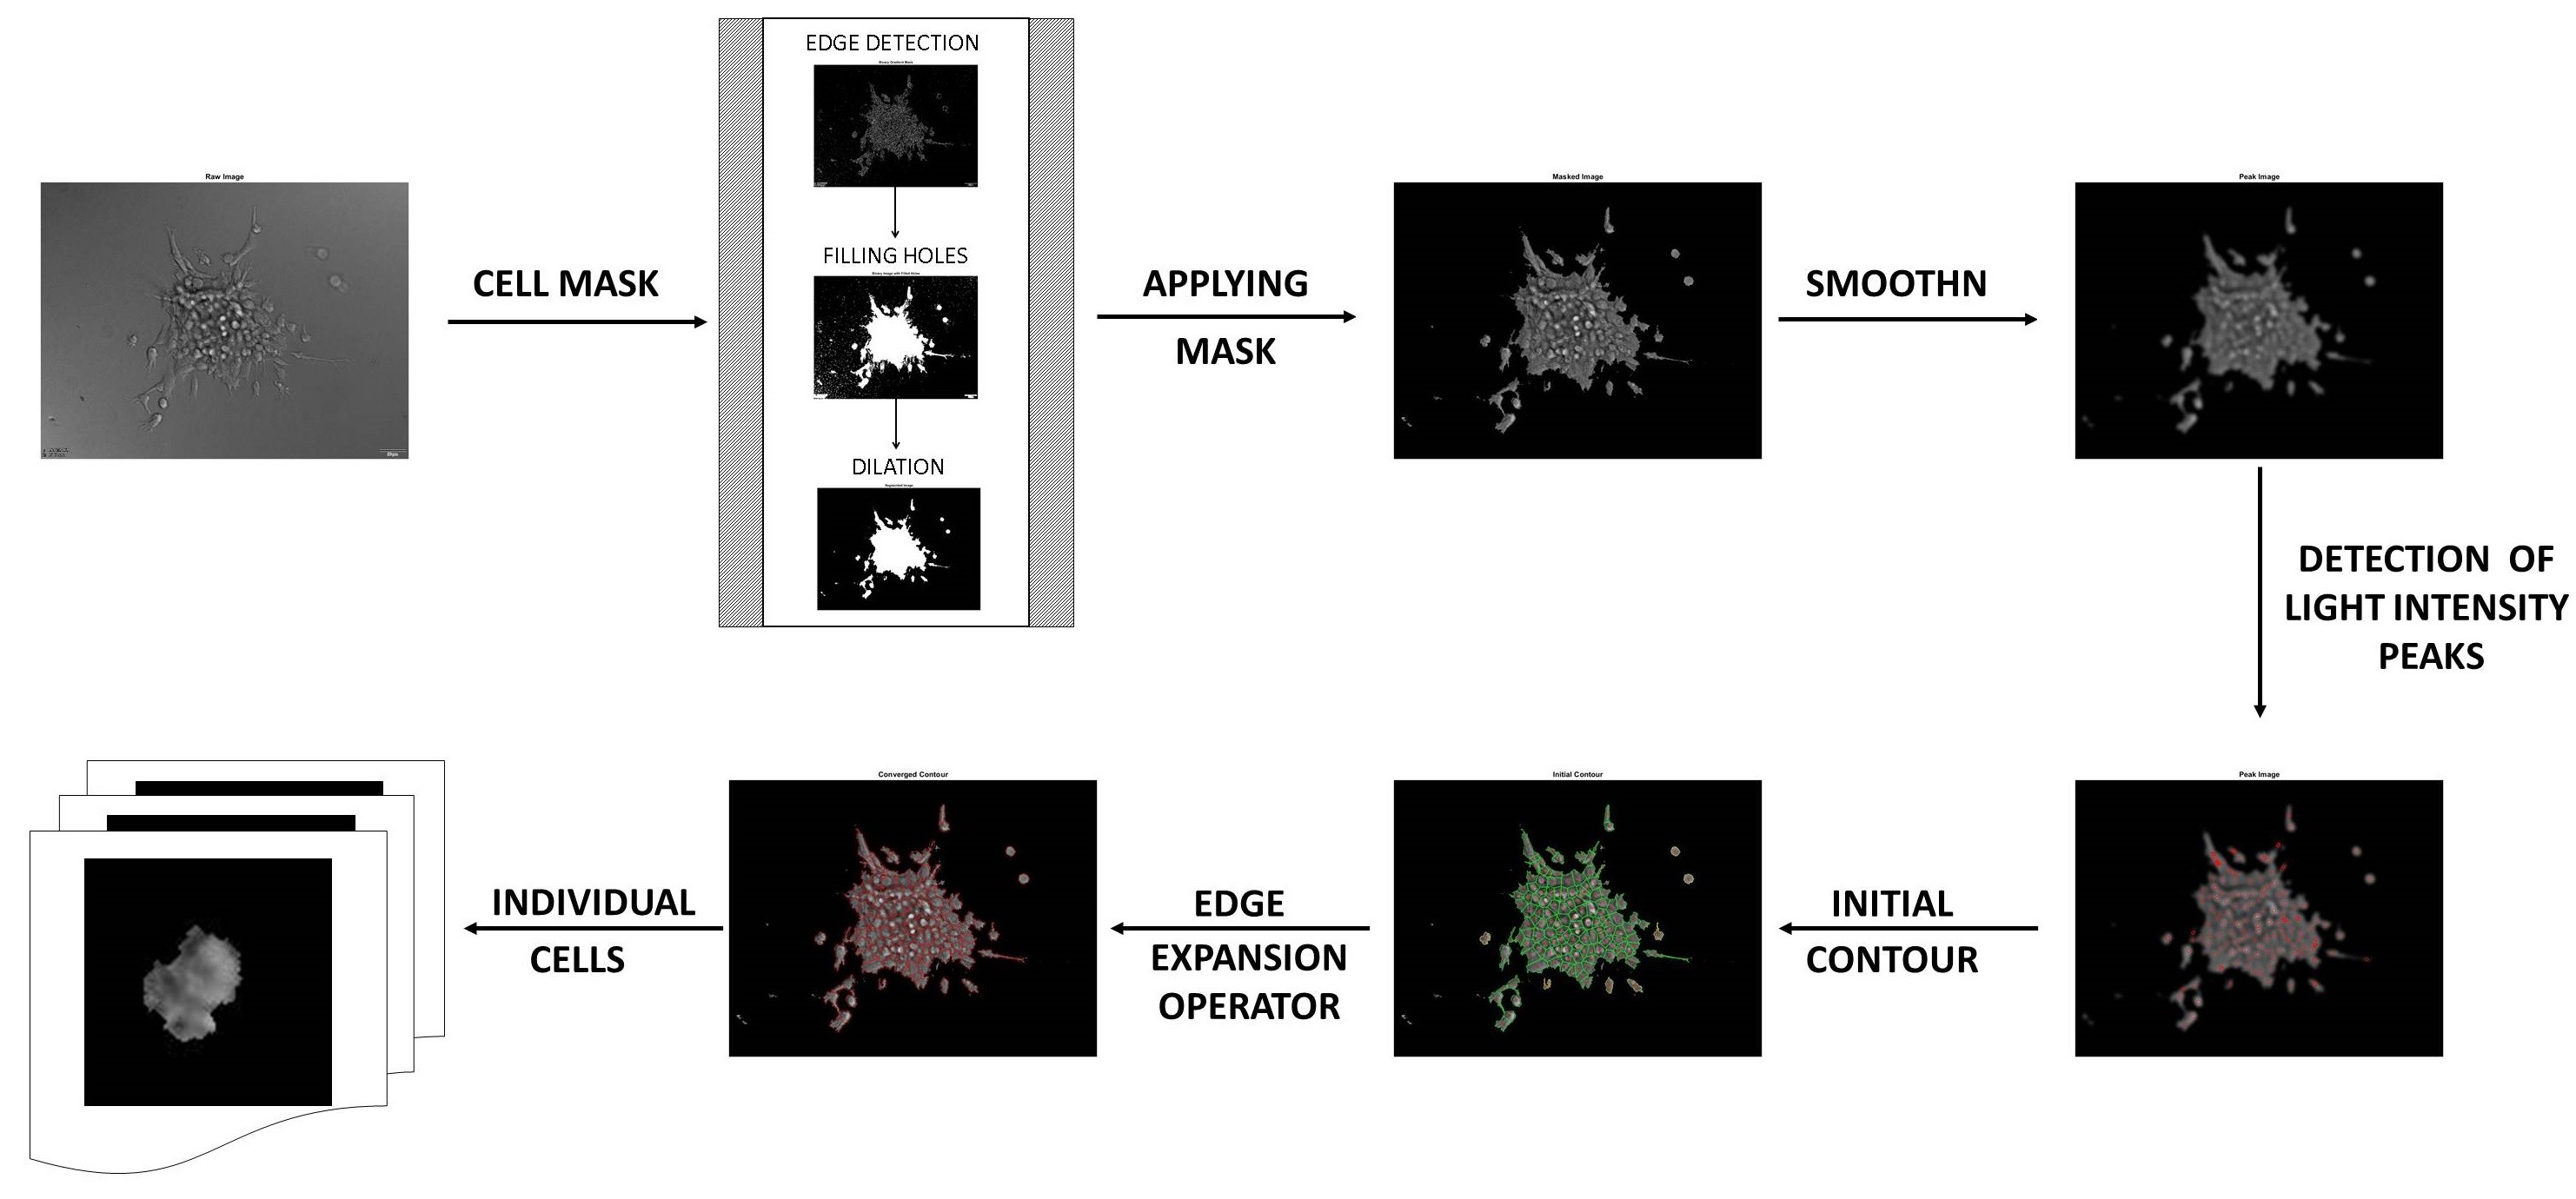 Raw Image
CELL MASK
EDGE DETECTION
Binary Gradient Mask
FILLING HOLES
Binary Image with Filled Holes
DILATION
Segmented Image
APPLYING
MASK
Masked Image
SMOOTHN
Peak Image
DETECTION OF
LIGHT INTENSITY
PEAKS
Peak Image
INITIAL
CONTOUR
Initial Contour
EDGE
EXPANSION
OPERATOR
Converged Contour
INDIVIDUAL
CELLS